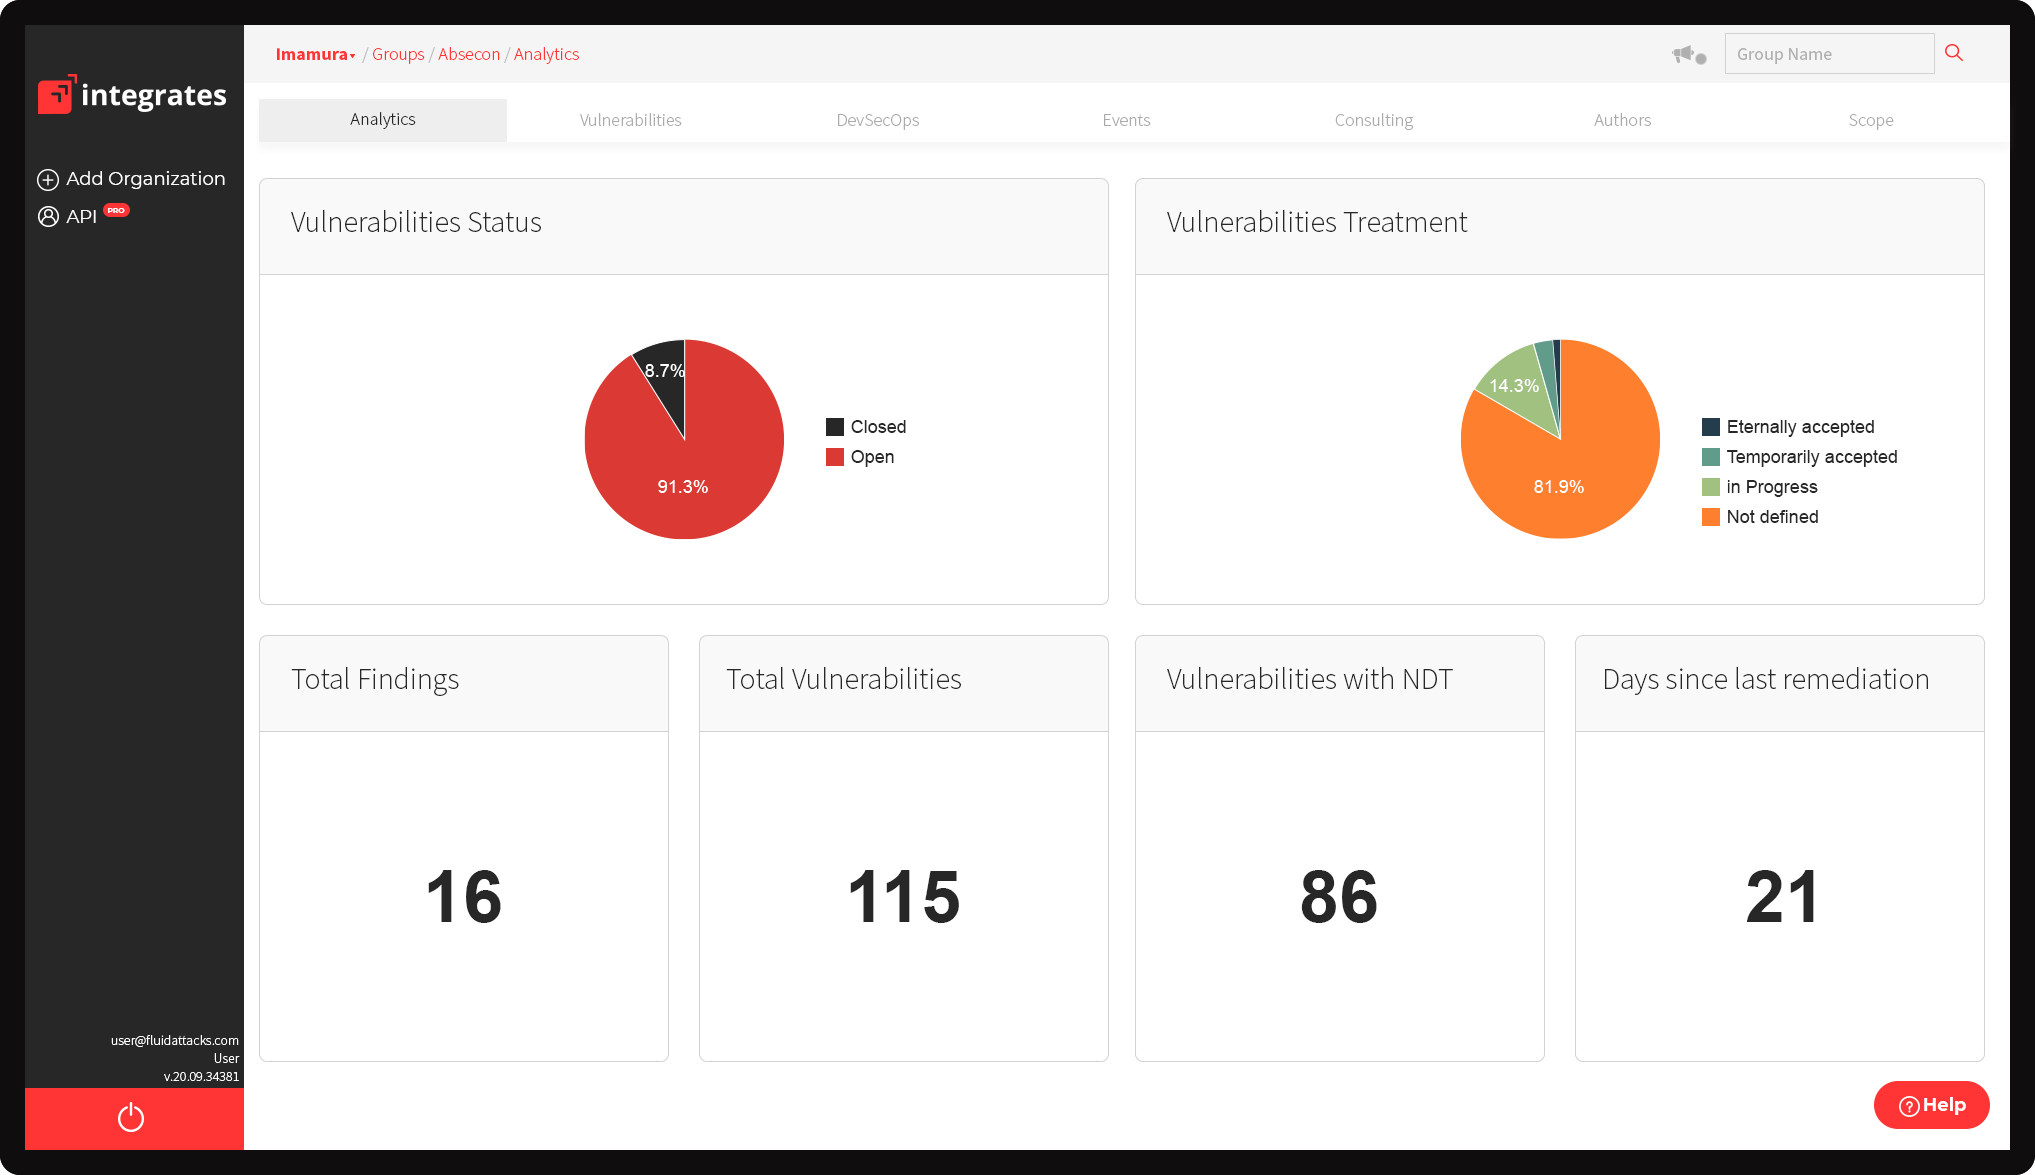 integrates
Add Organization
API PRO
user@fluidattacks.com
User
v.20.09.34381
Imamura / Groups / Absecon / Analytics
Group Name
Analytics Vulnerabilities DevSecOps Events Consulting Authors Scope
Vulnerabilities Status
8.7%
91.3%
Closed
Open
Vulnerabilities Treatment
14.3%
81.9%
Eternally accepted
Temporarily accepted
in Progress
Not defined
Total Findings
16
Total Vulnerabilities
115
Vulnerabilities with NDT
86
Days since last remediation
21
? Help